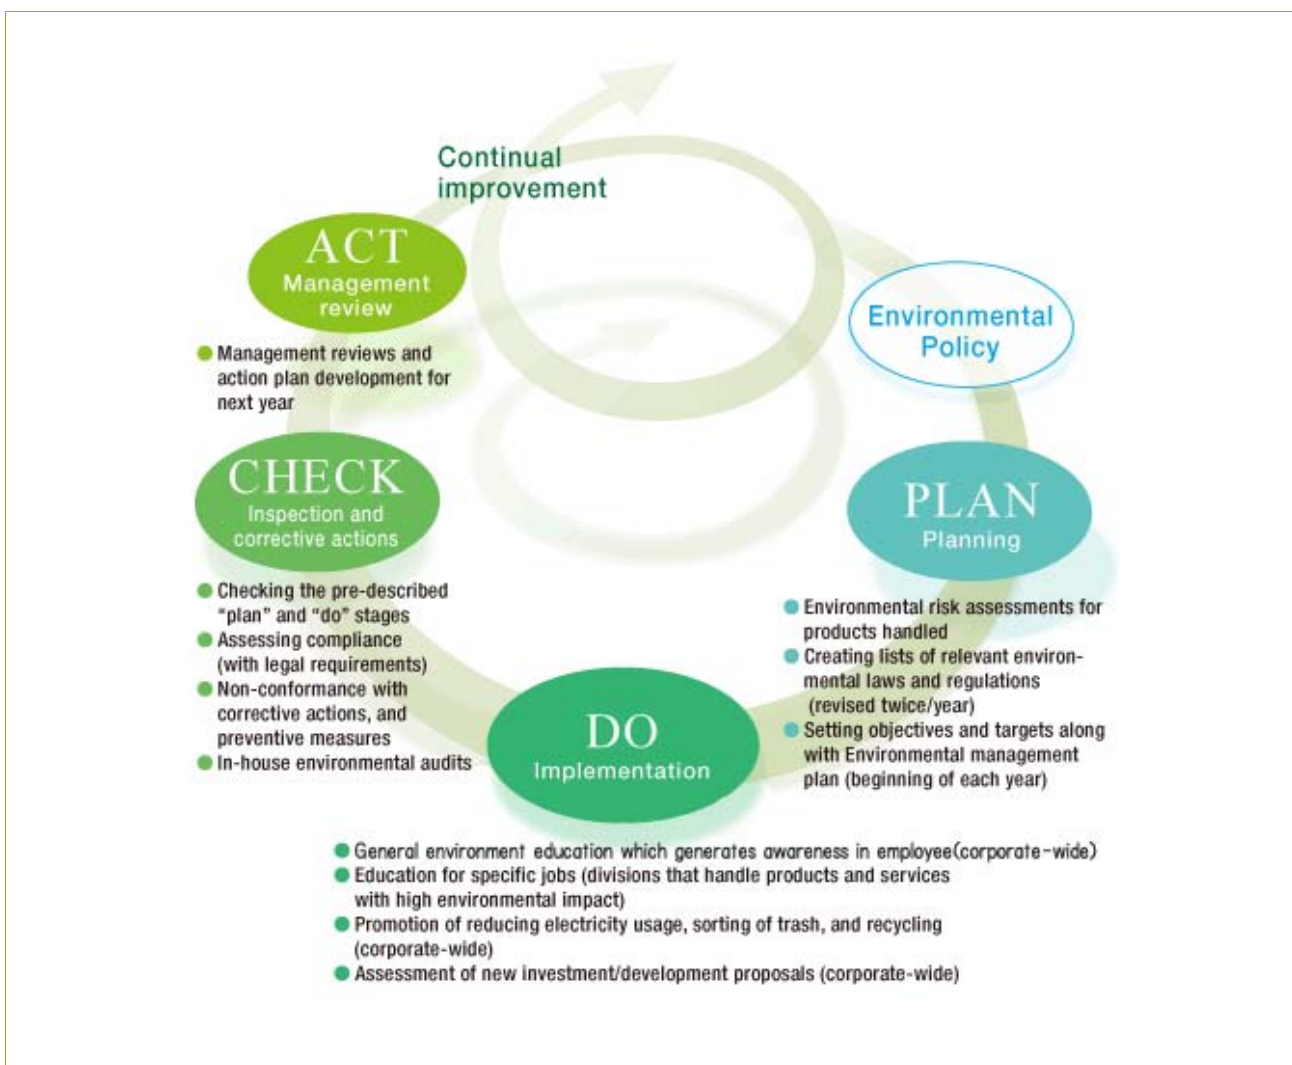 Continual
improvement
ACT
Management
review
Management reviews and
action plan development for
next year
Environmental
Policy
CHECK
Inspection and
corrective actions
Checking the pre-described
“plan” and “do” stages
Assessing compliance
(with legal requirements)
Non-conformance with
corrective actions, and
preventive measures
In-house environmental audits
PLAN
Planning
Environmental risk assessments for
products handled
Creating lists of relevant environ-
mental laws and regulations
(revised twice/year)
Setting objectives and targets along
with Environmental management
plan (beginning of each year)
DO
Implementation
General environment education which generates awareness in employee(corporate-wide)
Education for specific jobs (divisions that handle products and services
with high environmental impact)
Promotion of reducing electricity usage, sorting of trash, and recycling
(corporate-wide)
Assessment of new investment/development proposals (corporate-wide)